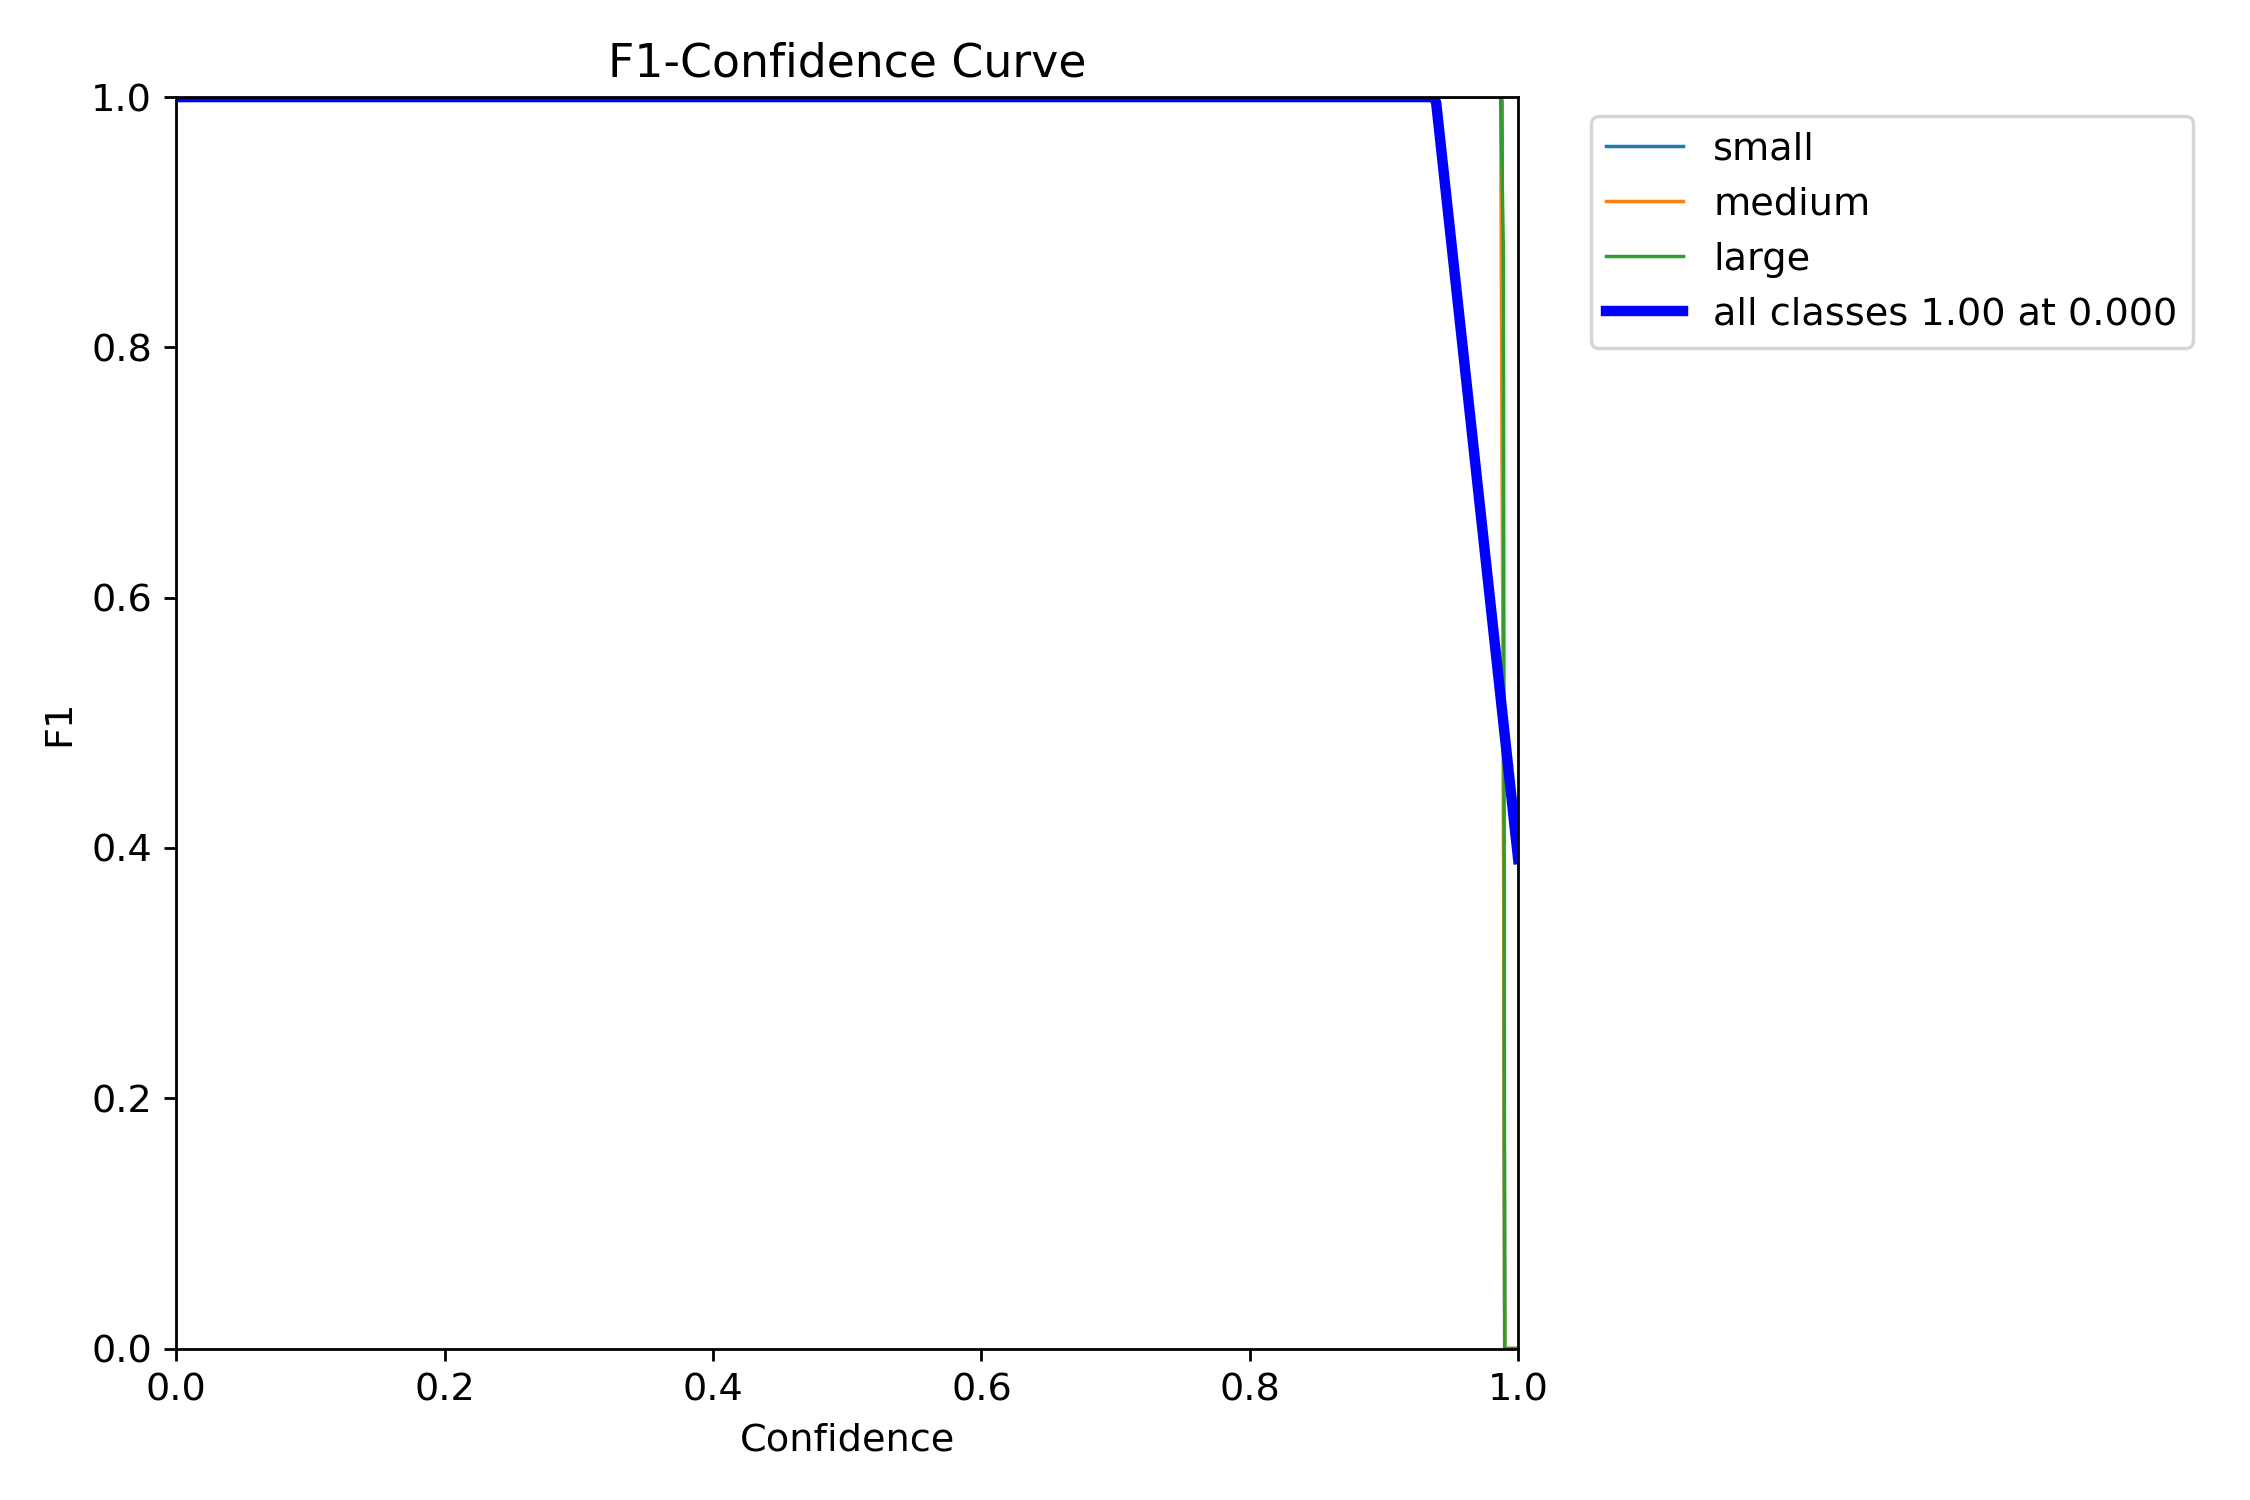 F1-Confidence Curve
1.0
0.8
0.6
0.4
0.2
0.0
F1
0.0 0.2 0.4 0.6 0.8 1.0
Confidence
small
medium
large
all classes 1.00 at 0.000